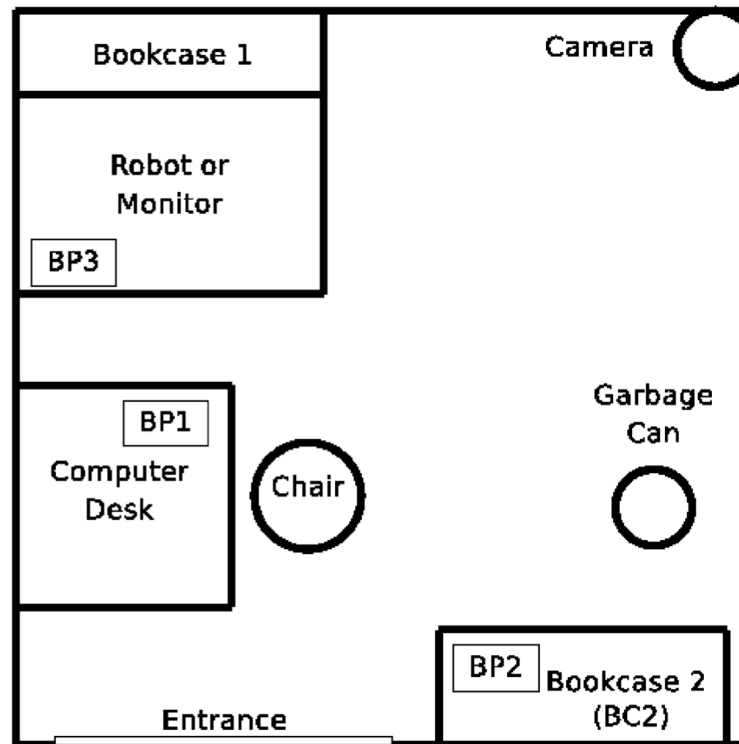 Bookcase 1
Camera
Robot or
Monitor
BP3
BP1
Computer
Desk
Chair
Garbage
Can
BP2
Bookcase 2
(BC2)
Entrance